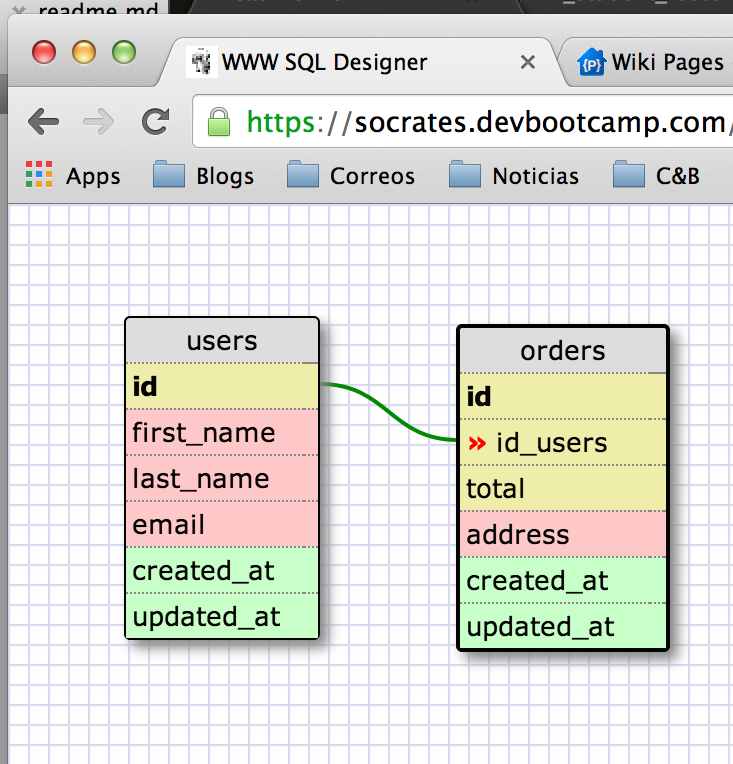 readme.md
WWW SQL Designer
Wiki Pages
https://socrates.devbootcamp.com/
Apps Blogs Correos Noticias C&B
users
id
first_name
last_name
email
created_at
updated_at
orders
id
» id_users
total
address
created_at
updated_at